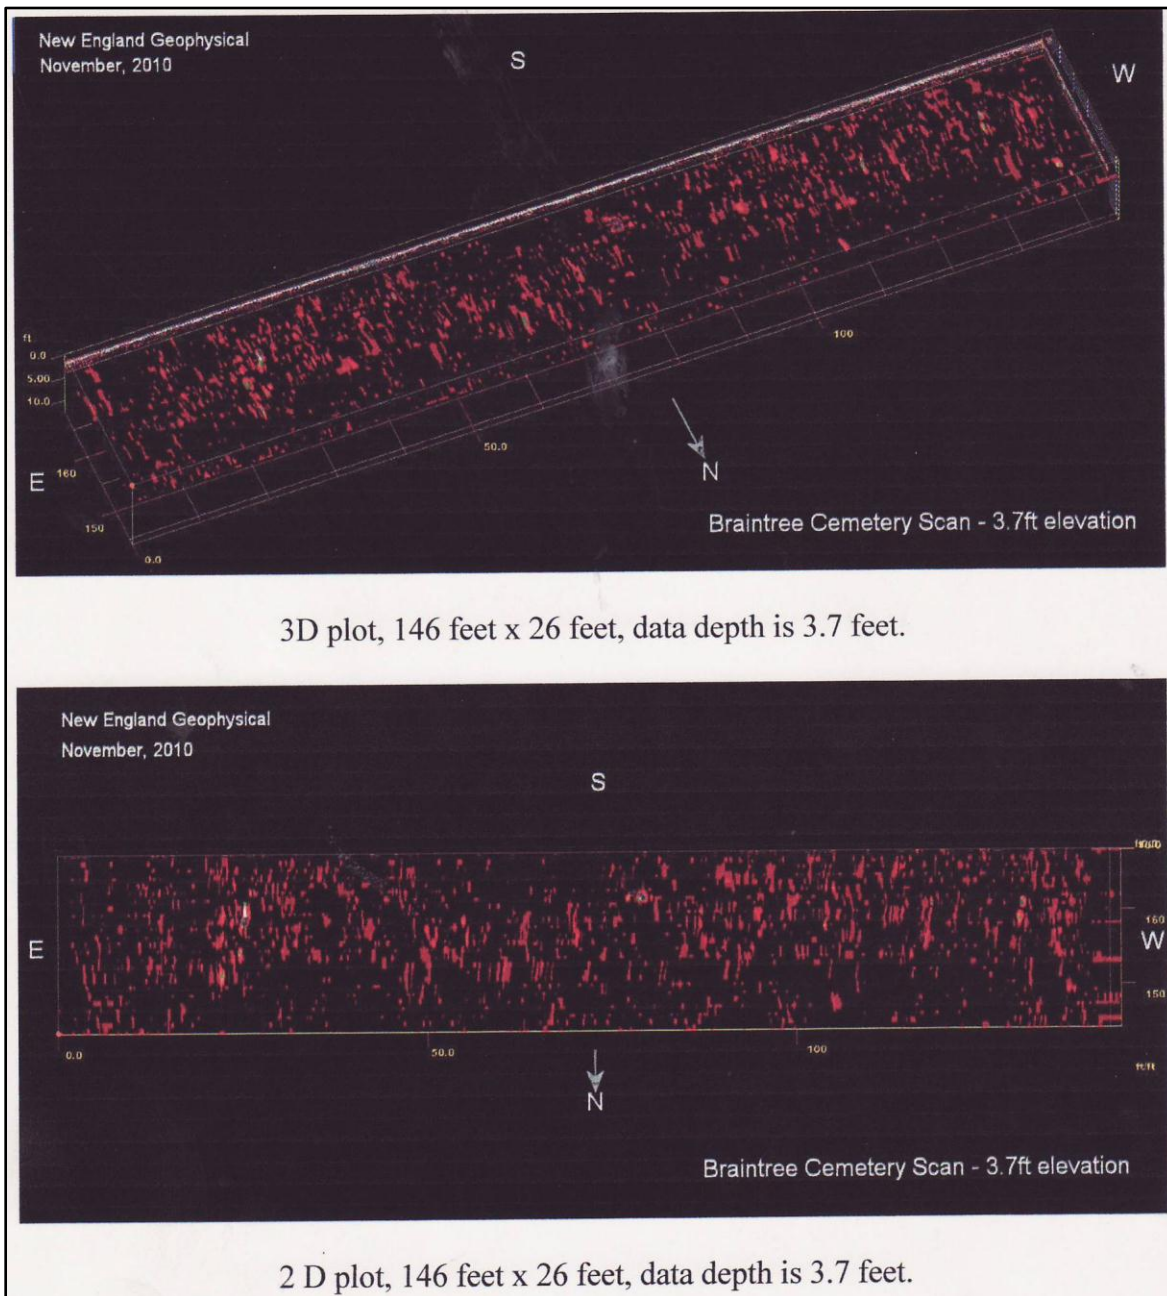 New England Geophysical
November, 2010
S
W
ft
0.0
5.00
10.0
100
50.0
E
160
N
150
Braintree Cemetery Scan - 3.7ft elevation
0.0
3D plot, 146 feet x 26 feet, data depth is 3.7 feet.
New England Geophysical
November, 2010
S
160
E
W
150
0.0
50.0
100
ft/ft
N
Braintree Cemetery Scan - 3.7ft elevation
2 D plot, 146 feet x 26 feet, data depth is 3.7 feet.